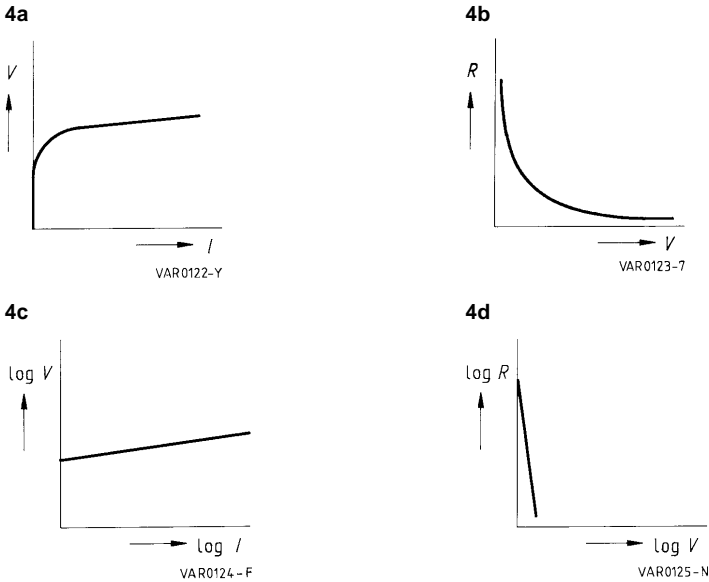 4a
V
I
VAR0122-Y
4b
R
V
VAR0123-7
4c
log V
log I
VAR0124-F
4d
log R
log V
VAR0125-N